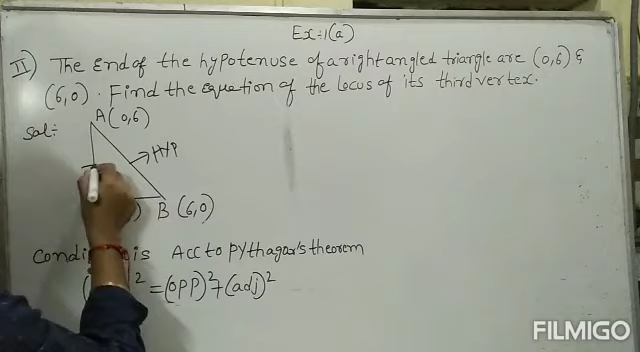 Ex:-1(a)
II) The end of the hypotenuse of a right angled triangle are (0,6) &
(6,0). Find the equation of the locus of its third vertex.
Sol:-
A(0,6)
HYP
B (6,0)
is Acc to pythagor's theorem
2 =(opp)2+(adj)2
FILMIGO